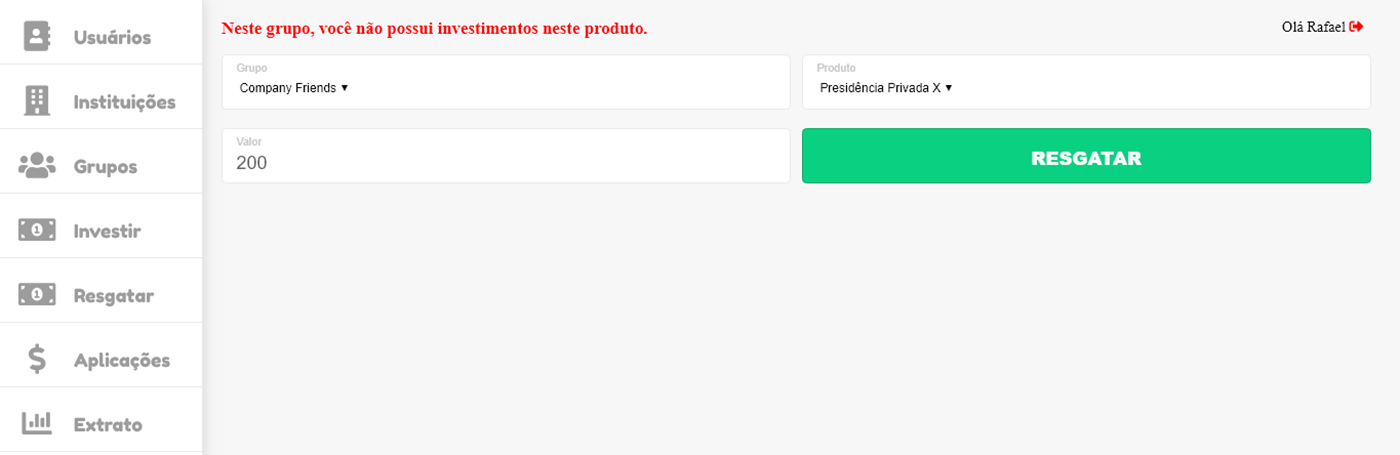 Usuários
Instituições
Grupos
Investir
Resgatar
Aplicações
Extrato
Neste grupo, você não possui investimentos neste produto.
Olá Rafael
Grupo
Company Friends
Produto
Presidência Privada X
Valor
200
RESGATAR